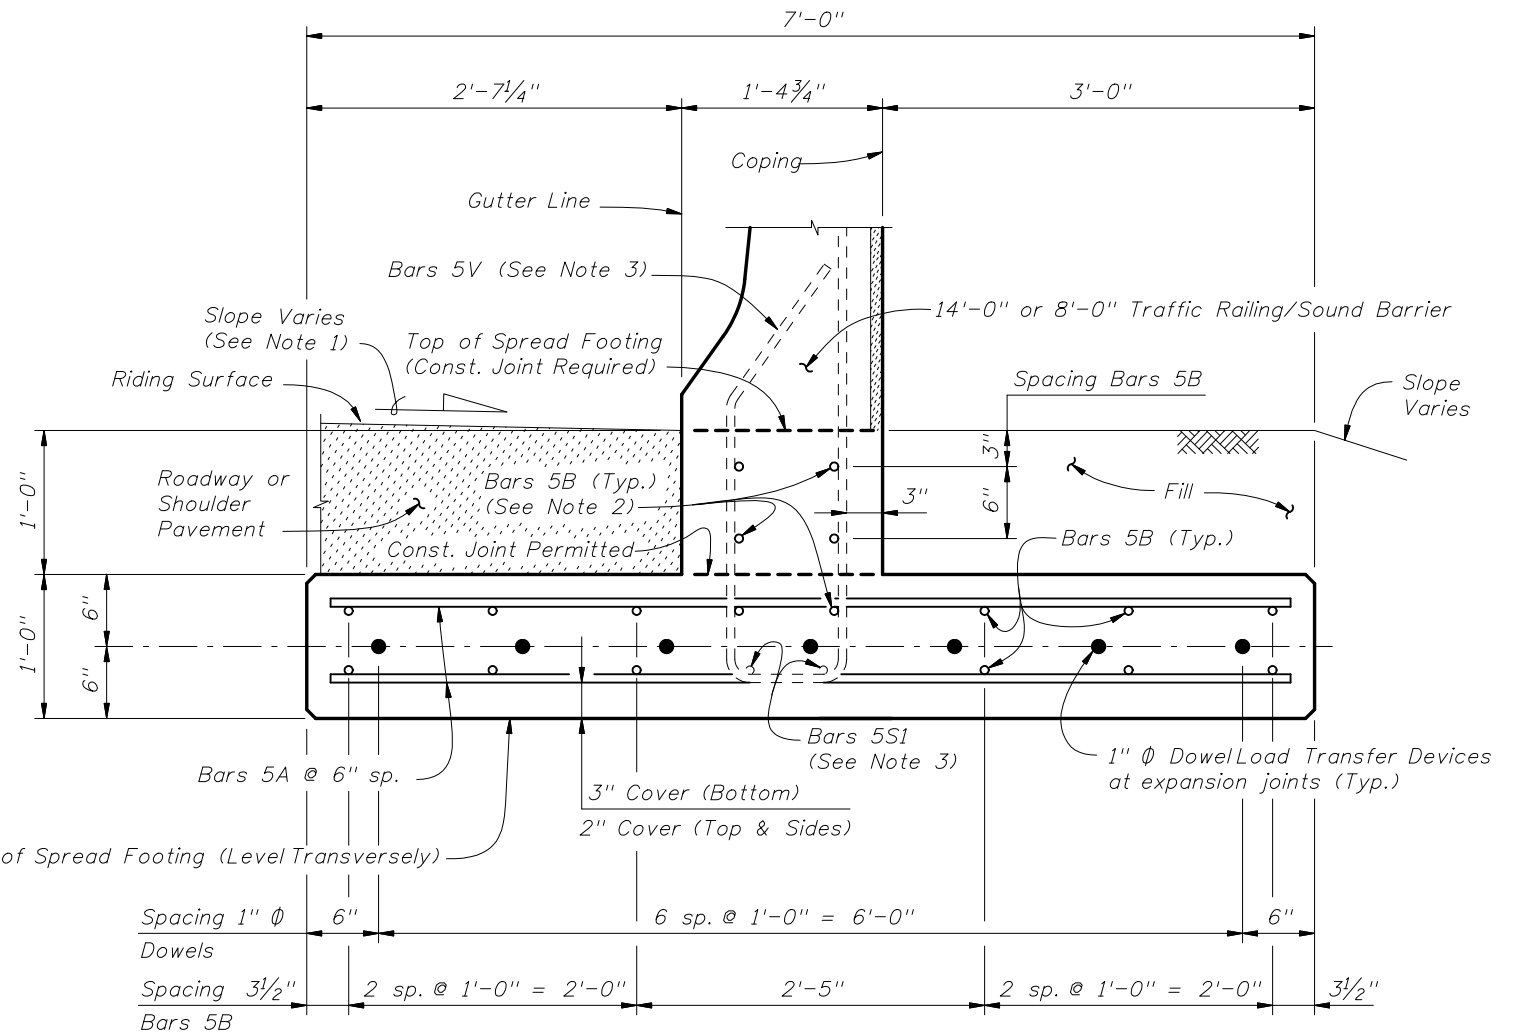 7'-0"
2'-7¼"
1'-4¾"
3'-0"
Coping
Gutter Line
Bars 5V (See Note 3)
14'-0" or 8'-0" Traffic Railing/Sound Barrier
Slope Varies
(See Note 1)
Top of Spread Footing
(Const. Joint Required)
Riding Surface
Spacing Bars 5B
Slope
Varies
3"
6"
3"
1'-0"
Roadway or
Shoulder
Pavement
Bars 5B (Typ.)
(See Note 2)
Fill
Const. Joint Permitted
Bars 5B (Typ.)
1'-0"
6"
6"
Bars 5S1
(See Note 3)
1" Ø Dowel Load Transfer Devices
at expansion joints (Typ.)
Bars 5A @ 6" sp.
3" Cover (Bottom)
2" Cover (Top & Sides)
of Spread Footing (Level Transversely)
Spacing 1" Ø
Dowels
6"
6 sp. @ 1'-0" = 6'-0"
6"
Spacing
Bars 5B
3½"
2 sp. @ 1'-0" = 2'-0"
2'-5"
2 sp. @ 1'-0" = 2'-0"
3½"